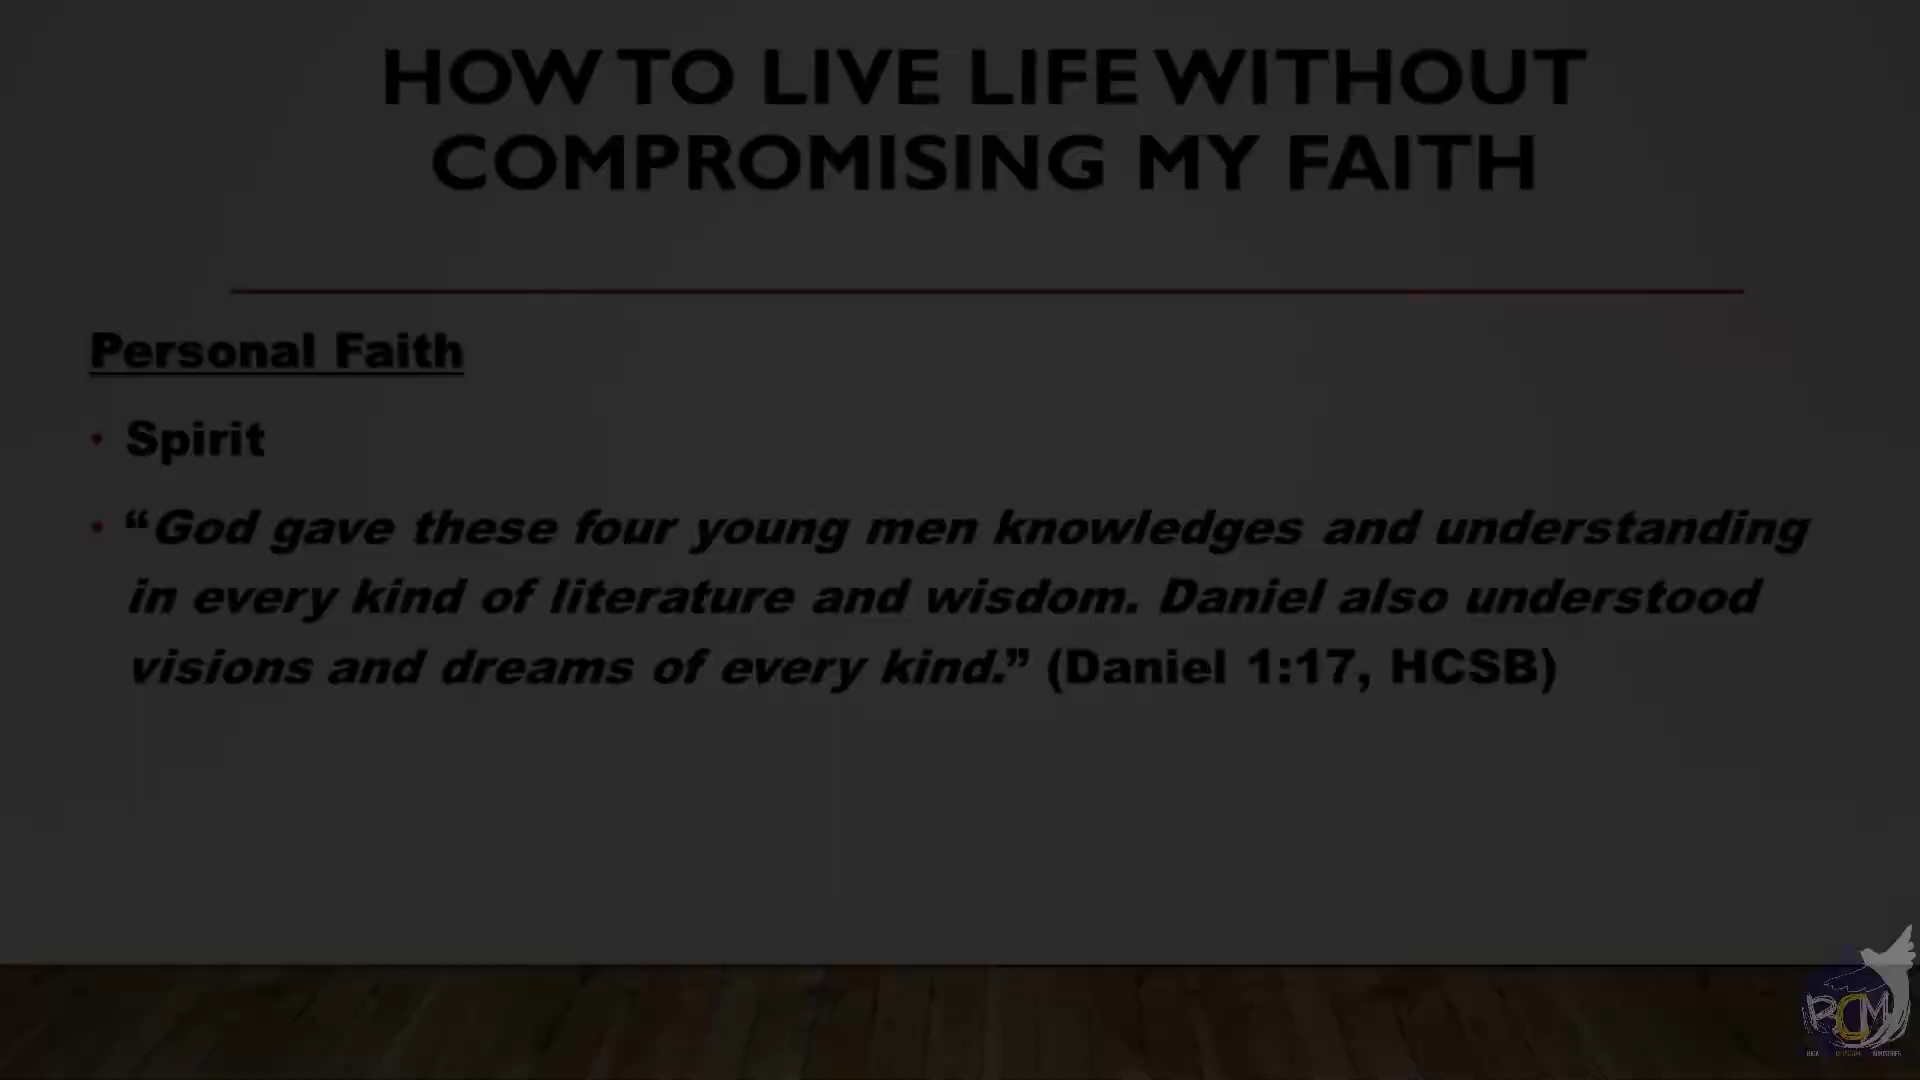 HOW TO LIVE LIFE WITHOUT
COMPROMISING MY FAITH
Personal Faith
• Spirit
• “God gave these four young men knowledges and understanding
in every kind of literature and wisdom. Daniel also understood
visions and dreams of every kind.” (Daniel 1:17, HCSB)
RCM
MINISTRIES